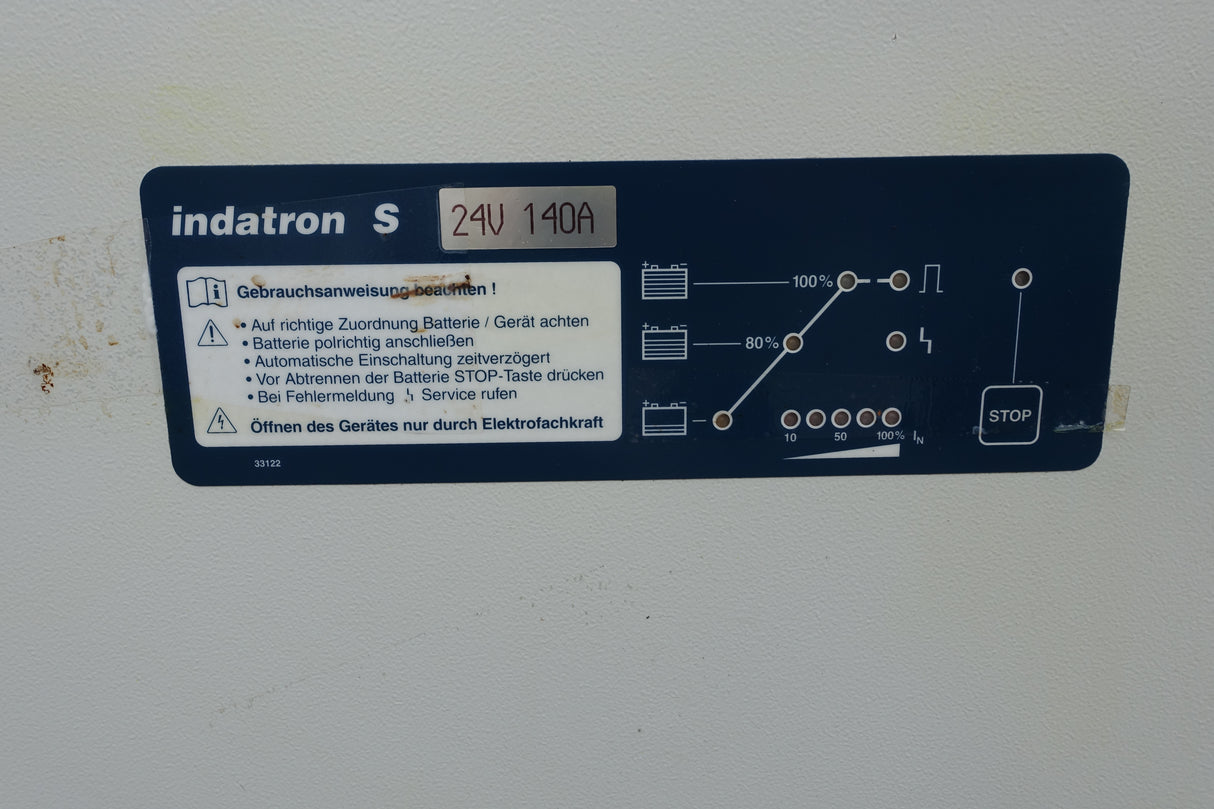 indatron S 24V 140A
Gebrauchsanweisung beachten !
• Auf richtige Zuordnung Batterie / Gerät achten
• Batterie polrichtig anschließen
• Automatische Einschaltung zeitverzögert
• Vor Abtrennen der Batterie STOP-Taste drücken
• Bei Fehlermeldung Service rufen
Öffnen des Gerätes nur durch Elektrofachkraft
33122
+ − 100%
+ − 80%
+ −
10 50 100% IN
STOP